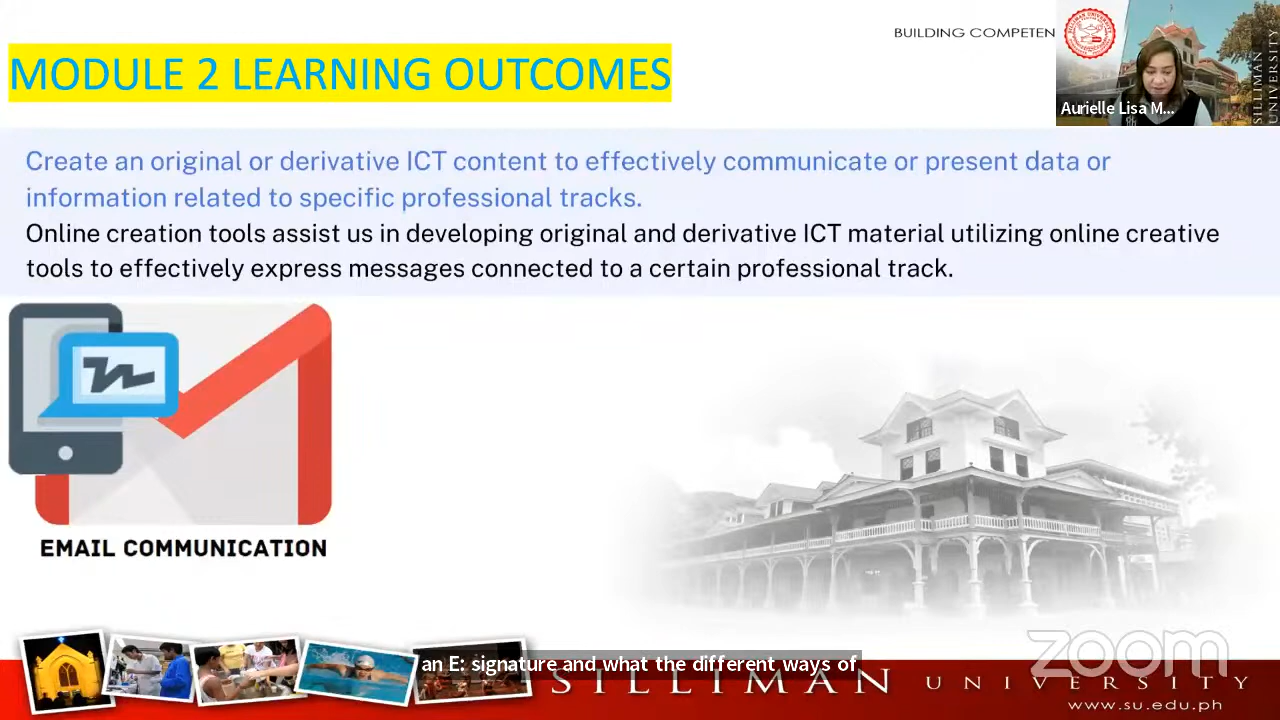 BUILDING COMPETEN
MODULE 2 LEARNING OUTCOMES
SILLIMAN
UNIVERSITY
Aurielle Lisa M...
Create an original or derivative ICT content to effectively communicate or present data or
information related to specific professional tracks.
Online creation tools assist us in developing original and derivative ICT material utilizing online creative
tools to effectively express messages connected to a certain professional track.
EMAIL COMMUNICATION
zoom
an E: signature and what the different ways of
SILLIMAN UNIVERSITY
www.su.edu.ph